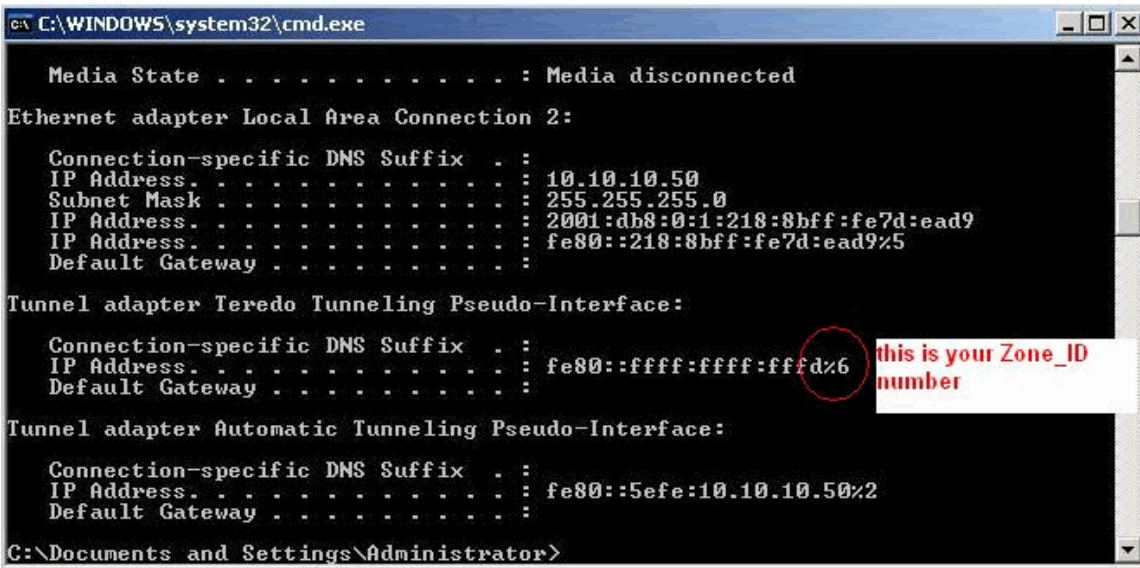 C:\WINDOWS\system32\cmd.exe
Media State . . . . . . . . . . . : Media disconnected
Ethernet adapter Local Area Connection 2:
Connection-specific DNS Suffix . :
IP Address. . . . . . . . . . . . : 10.10.10.50
Subnet Mask . . . . . . . . . . . : 255.255.255.0
IP Address. . . . . . . . . . . . : 2001:db8:0:1:218:8bff:fe7d:ead9
IP Address. . . . . . . . . . . . : fe80::218:8bff:fe7d:ead9%5
Default Gateway . . . . . . . . . :
Tunnel adapter Teredo Tunneling Pseudo-Interface:
Connection-specific DNS Suffix . :
IP Address. . . . . . . . . . . . : fe80::ffff:ffff:fffd%6
Default Gateway . . . . . . . . . :
this is your Zone_ID
number
Tunnel adapter Automatic Tunneling Pseudo-Interface:
Connection-specific DNS Suffix . :
IP Address. . . . . . . . . . . . : fe80::5efe:10.10.10.50%2
Default Gateway . . . . . . . . . :
C:\Documents and Settings\Administrator>